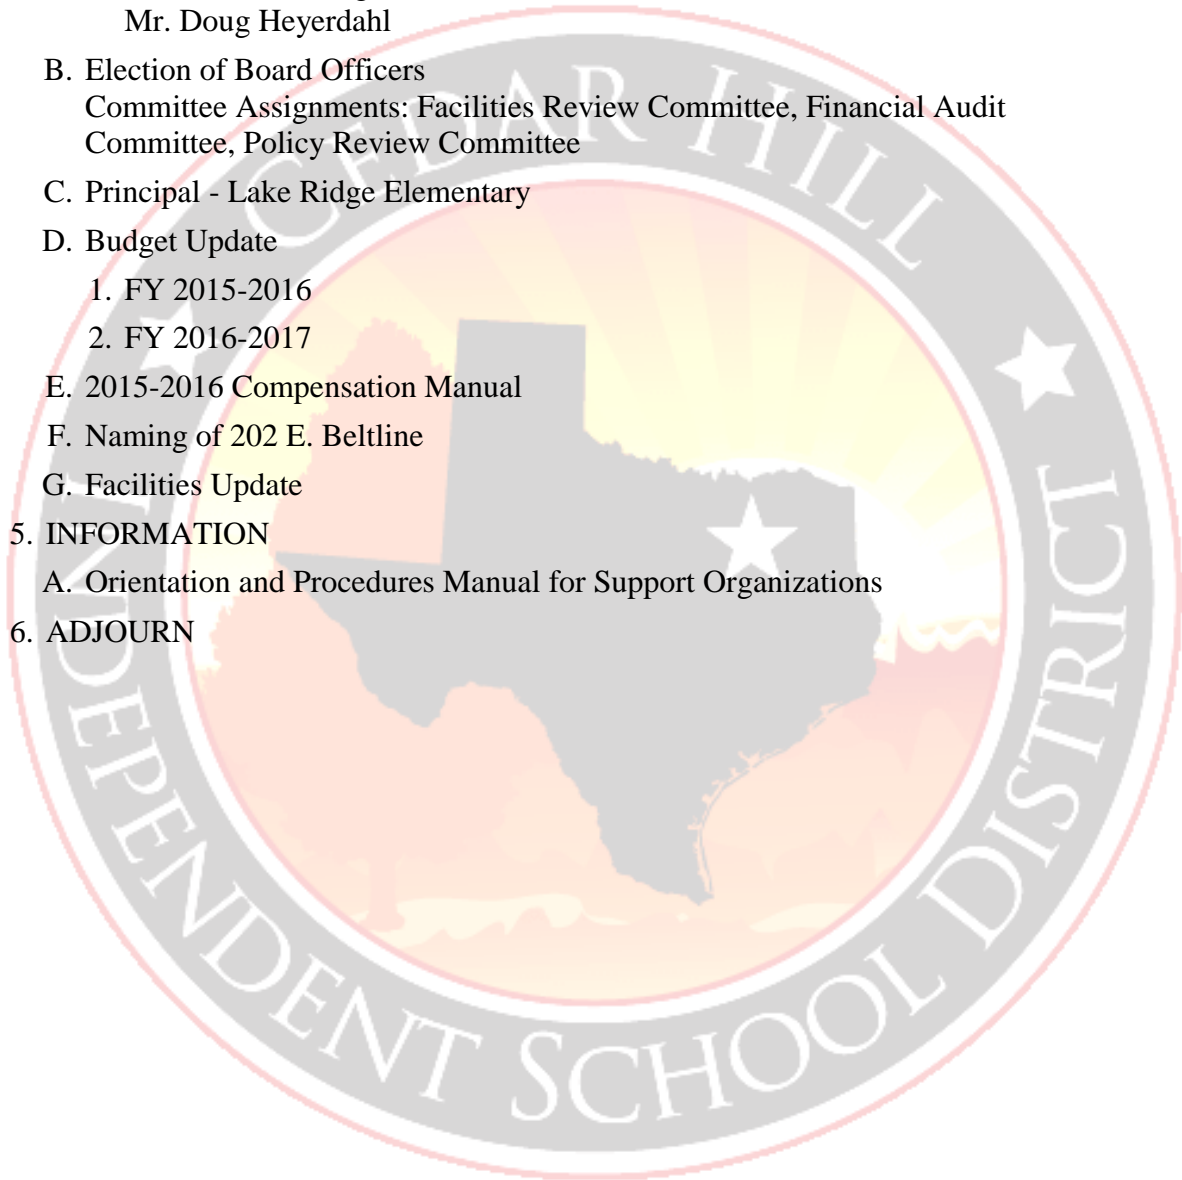 Mr. Doug Heyerdahl
B. Election of Board Officers
Committee Assignments: Facilities Review Committee, Financial Audit
Committee, Policy Review Committee
C. Principal - Lake Ridge Elementary
D. Budget Update
1. FY 2015-2016
2. FY 2016-2017
E. 2015-2016 Compensation Manual
F. Naming of 202 E. Beltline
G. Facilities Update
5. INFORMATION
A. Orientation and Procedures Manual for Support Organizations
6. ADJOURN
CEDAR HILL
INDEPENDENT SCHOOL DISTRICT